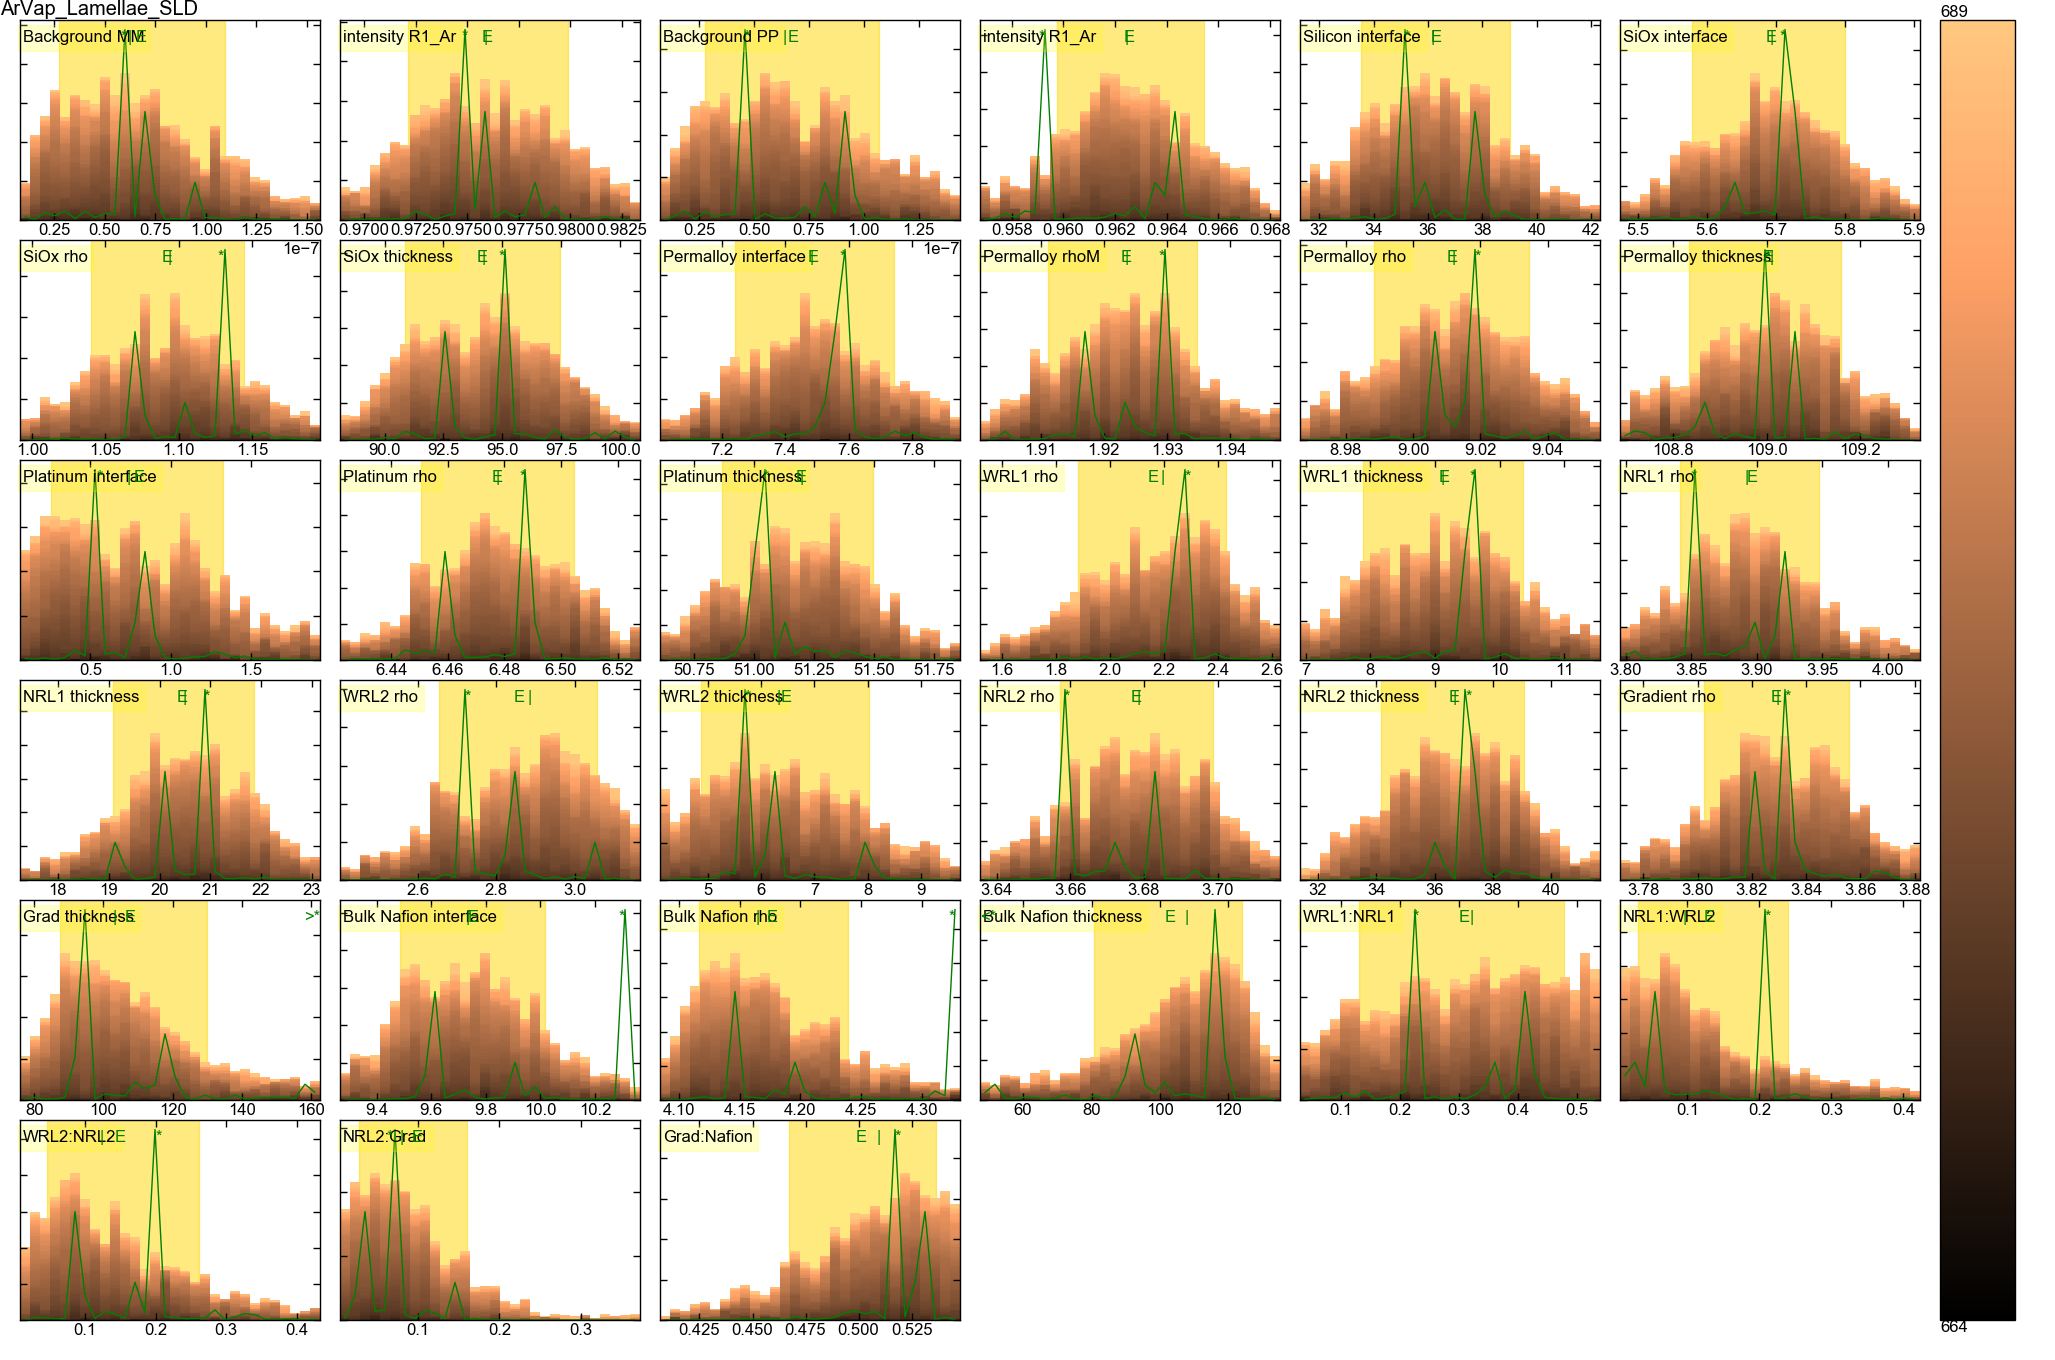 ArVap_Lamellae_SLD
689
Background MM
intensity R1_Ar
Background PP
intensity R1_Ar
Silicon interface
SiOx interface
0.25 0.50 0.75 1.00 1.25 1.50
0.9700 0.9725 0.9750 0.9775 0.9800 0.9825
0.25 0.50 0.75 1.00 1.25
0.958 0.960 0.962 0.964 0.966 0.968
32 34 36 38 40 42
5.5 5.6 5.7 5.8 5.9
SiOx rho
1e−7
SiOx thickness
Permalloy interface
1e−7
Permalloy rhoM
Permalloy rho
Permalloy thickness
1.00 1.05 1.10 1.15
90.0 92.5 95.0 97.5 100.0
7.2 7.4 7.6 7.8
1.91 1.92 1.93 1.94
8.98 9.00 9.02 9.04
108.8 109.0 109.2
Platinum interface
Platinum rho
Platinum thickness
WRL1 rho
WRL1 thickness
NRL1 rho
0.5 1.0 1.5
6.44 6.46 6.48 6.50 6.52
50.75 51.00 51.25 51.50 51.75
1.6 1.8 2.0 2.2 2.4 2.6
7 8 9 10 11
3.80 3.85 3.90 3.95 4.00
NRL1 thickness
WRL2 rho
WRL2 thickness
NRL2 rho
NRL2 thickness
Gradient rho
18 19 20 21 22 23
2.6 2.8 3.0
5 6 7 8 9
3.64 3.66 3.68 3.70
32 34 36 38 40
3.78 3.80 3.82 3.84 3.86 3.88
Grad thickness
Bulk Nafion interface
Bulk Nafion rho
Bulk Nafion thickness
WRL1:NRL1
NRL1:WRL2
80 100 120 140 160
9.4 9.6 9.8 10.0 10.2
4.10 4.15 4.20 4.25 4.30
60 80 100 120
0.1 0.2 0.3 0.4 0.5
0.1 0.2 0.3 0.4
WRL2:NRL2
NRL2:Grad
Grad:Nafion
0.1 0.2 0.3 0.4
0.1 0.2 0.3
0.425 0.450 0.475 0.500 0.525
664